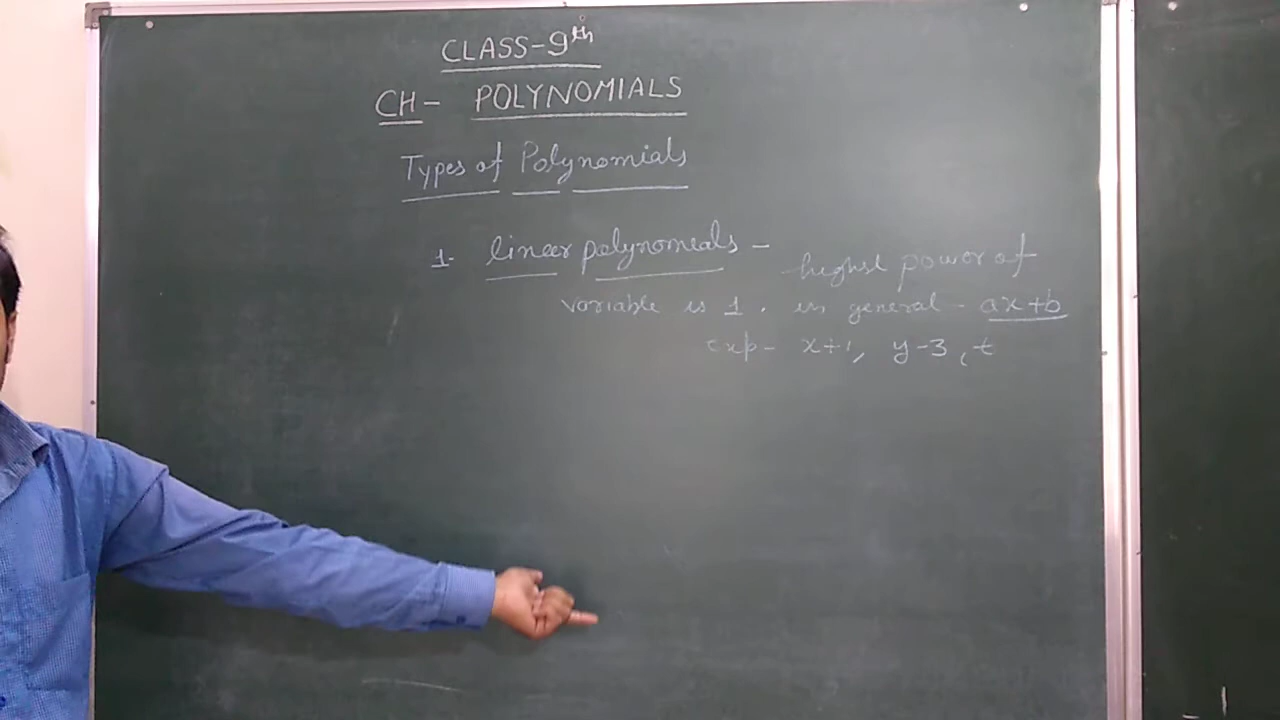 CLASS-9th
CH- POLYNOMIALS
Types of Polynomials
1. linear polynomials - highest power of
variable is 1. in general - ax+b
exp- x+1, y-3, t